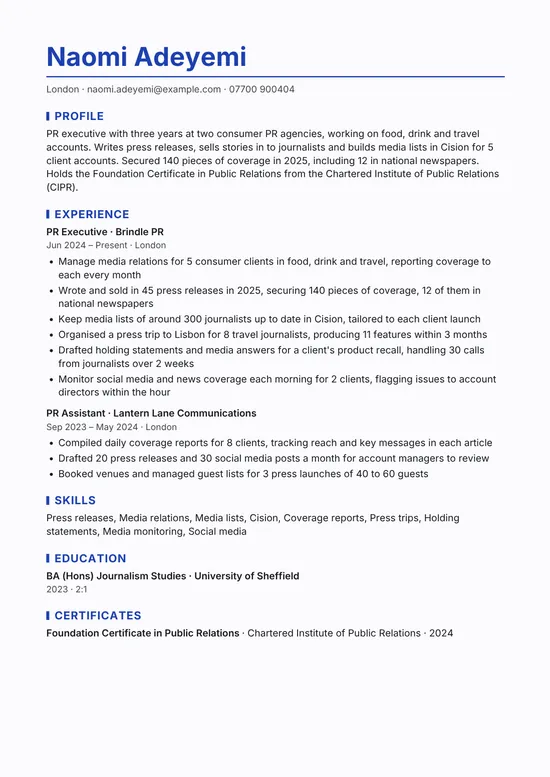 Naomi Adeyemi
London · naomi.adeyemi@example.com · 07700 900404
PROFILE
PR executive with three years at two consumer PR agencies, working on food, drink and travel
accounts. Writes press releases, sells stories in to journalists and builds media lists in Cision for 5
client accounts. Secured 140 pieces of coverage in 2025, including 12 in national newspapers.
Holds the Foundation Certificate in Public Relations from the Chartered Institute of Public Relations
(CIPR).
EXPERIENCE
PR Executive · Brindle PR
Jun 2024 – Present · London
• Manage media relations for 5 consumer clients in food, drink and travel, reporting coverage to
each every month
• Wrote and sold in 45 press releases in 2025, securing 140 pieces of coverage, 12 of them in
national newspapers
• Keep media lists of around 300 journalists up to date in Cision, tailored to each client launch
• Organised a press trip to Lisbon for 8 travel journalists, producing 11 features within 3 months
• Drafted holding statements and media answers for a client's product recall, handling 30 calls
from journalists over 2 weeks
• Monitor social media and news coverage each morning for 2 clients, flagging issues to account
directors within the hour
PR Assistant · Lantern Lane Communications
Sep 2023 – May 2024 · London
• Compiled daily coverage reports for 8 clients, tracking reach and key messages in each article
• Drafted 20 press releases and 30 social media posts a month for account managers to review
• Booked venues and managed guest lists for 3 press launches of 40 to 60 guests
SKILLS
Press releases, Media relations, Media lists, Cision, Coverage reports, Press trips, Holding
statements, Media monitoring, Social media
EDUCATION
BA (Hons) Journalism Studies · University of Sheffield
2023 · 2:1
CERTIFICATES
Foundation Certificate in Public Relations · Chartered Institute of Public Relations · 2024